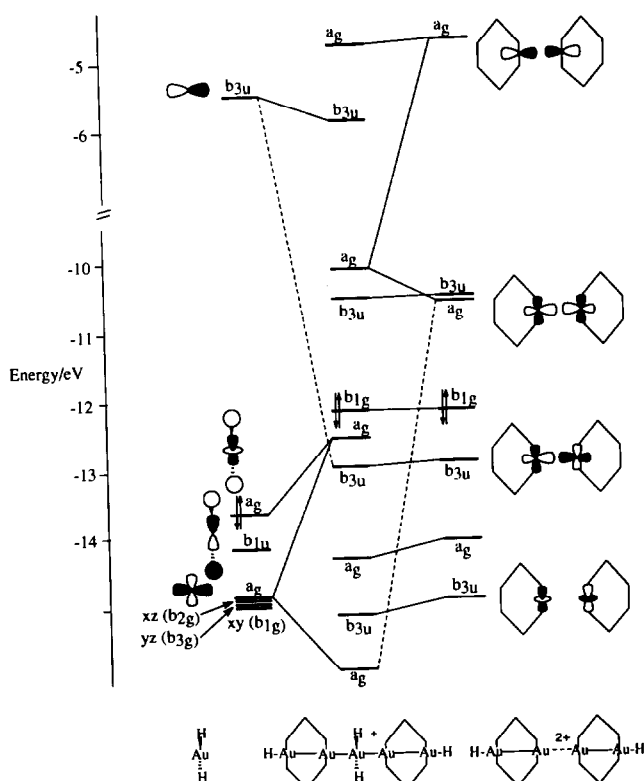 ag
ag
-5
b3u
b3u
-6
ag
-10
b3u
b3u
ag
-11
Energy/eV
b1g
b1g
-12
ag
b3u
b3u
-13
ag
b1u
-14
ag
ag
ag
b3u
b3u
xz (b2g)
xy (b1g)
yz (b3g)
ag
H
Au
H
H-Au Au Au Au Au-H
H
H
+
H-Au Au Au Au-H
2+